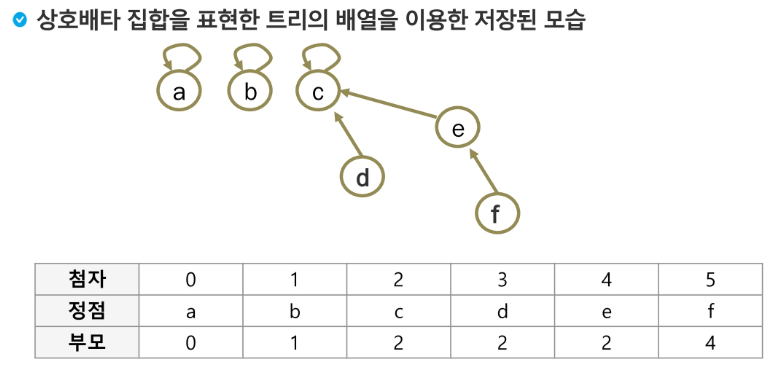 상호배타 집합을 표현한 트리의 배열을 이용한 저장된 모습
a b c
e
d
f
첨자 0 1 2 3 4 5
정점 a b c d e f
부모 0 1 2 2 2 4